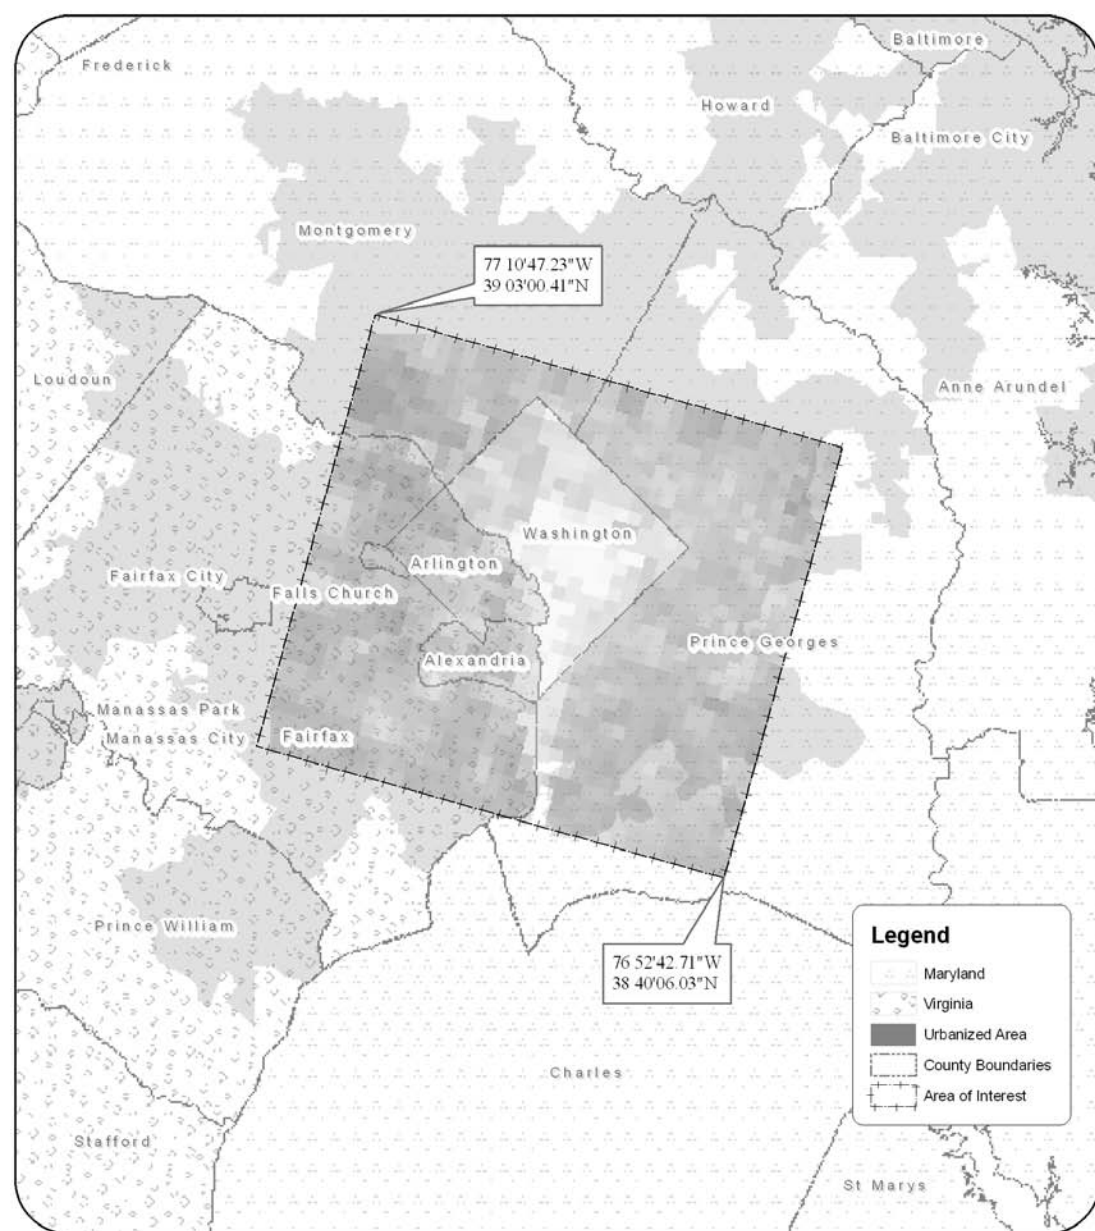 Baltimore
Frederick
Howard
Baltimore City
Montgomery
77 10'47.23"W
39 03'00.41"N
Loudoun
Anne Arundel
Washington
Arlington
Fairfax City
Falls Church
Prince Georges
Alexandria
Manassas Park
Manassas City
Fairfax
Prince William
76 52'42.71"W
38 40'06.03"N
Legend
Maryland
Virginia
Urbanized Area
County Boundaries
Area of Interest
Charles
Stafford
St Marys